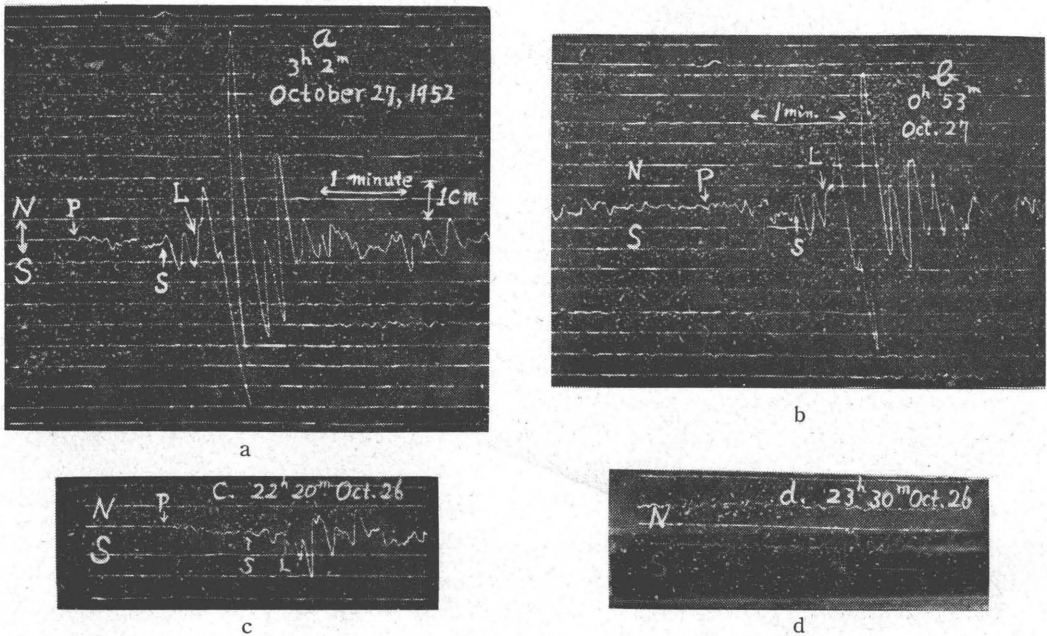 a
3h 2m
October 27, 1952
1 minute
1cm
N
S
P
S
L
a
b
0h 53m
Oct. 27
1 min.
N
S
P
S
L
b
C. 22h 20m Oct. 26
N
S
P
S
L
c
d. 23h 30m Oct. 26
N
S
d